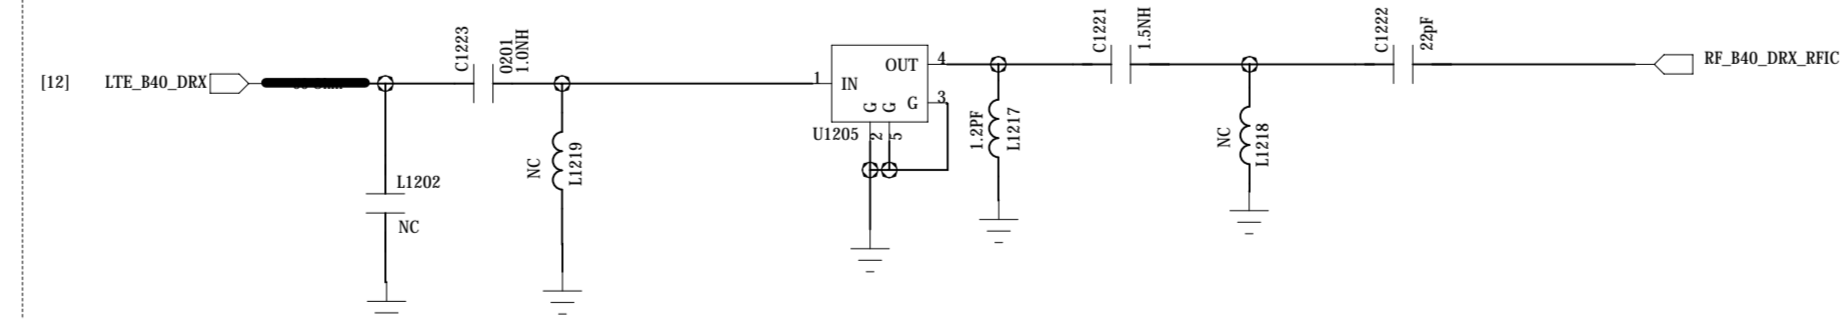 [12]
LTE_B40_DRX
C1223
0201
1.0NH
L1202
NC
NC
L1219
1
IN
OUT
4
G
G
G
3
U1205
2
5
1.2PF
L1217
C1221
1.5NH
NC
L1218
C1222
22pF
RF_B40_DRX_RFIC